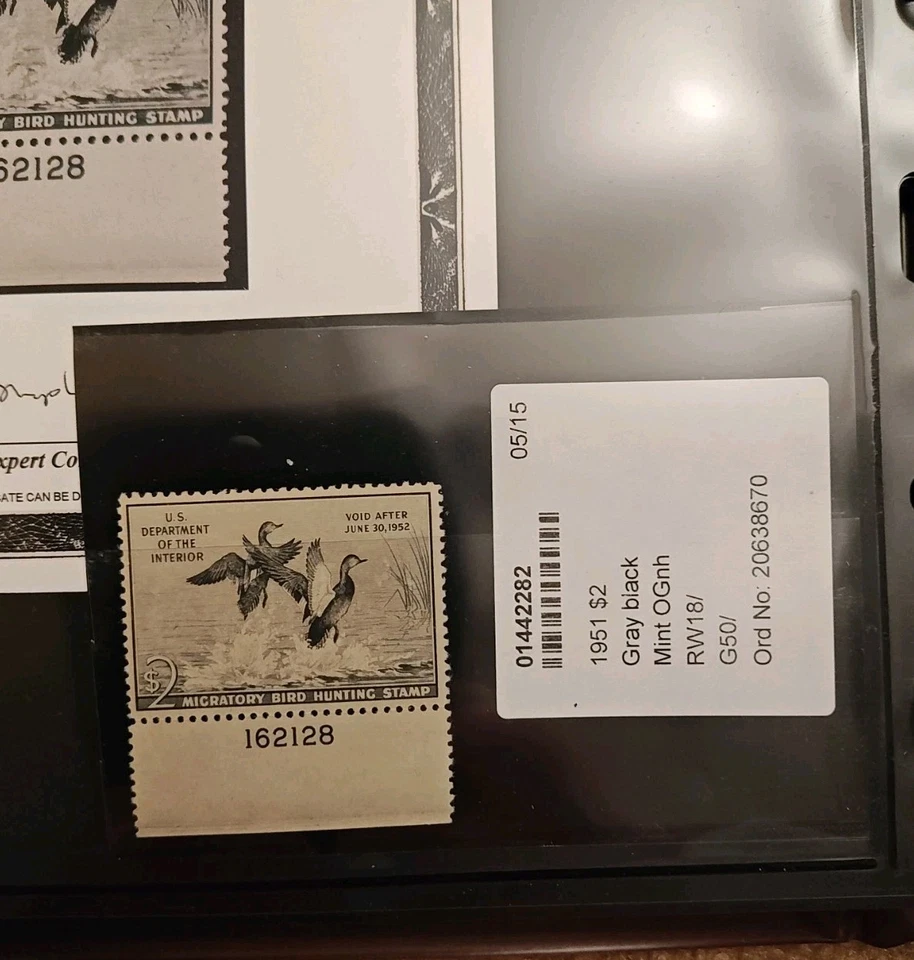 Y BIRD HUNTING STAMP
62128
xpert Co
ATE CAN BE D
U.S.
DEPARTMENT
OF THE
INTERIOR
VOID AFTER
JUNE 30, 1952
$2
MIGRATORY BIRD HUNTING STAMP
162128
05/15
01442282
1951 $2
Gray black
Mint OGnh
RW18/
G50/
Ord No: 20638670